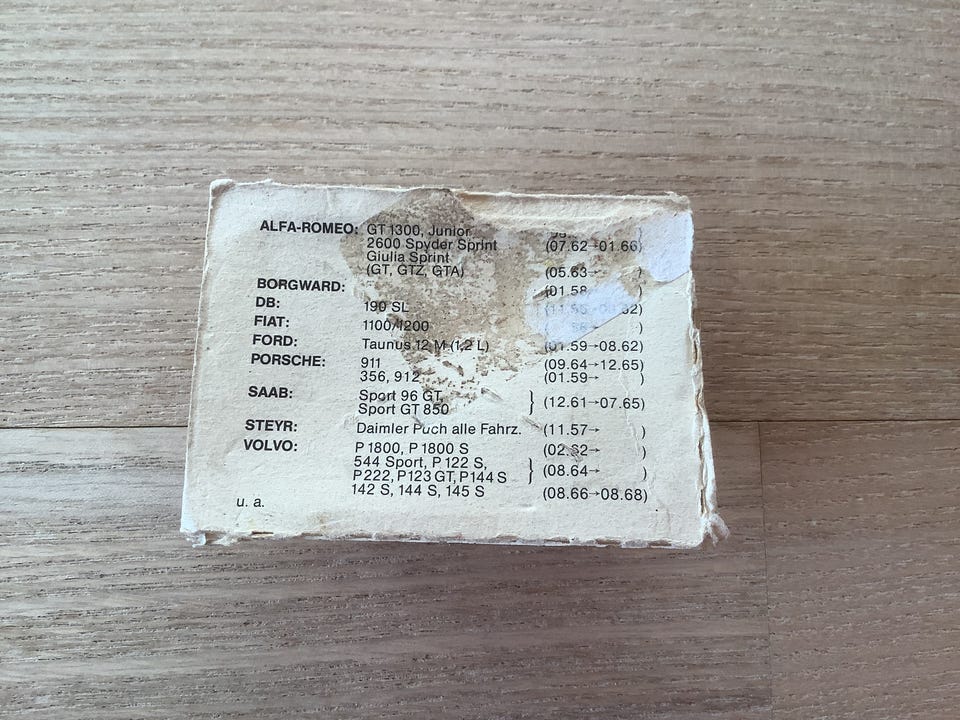 ALFA-ROMEO: GT 1300, Junior
2600 Spyder Sprint (07.62→01.66)
Giulia Sprint
(GT, GTZ, GTA) (05.63→ )
BORGWARD: (01.58
DB: 190 SL
FIAT: 1100/1200 )
FORD: Taunus 12 M (1,2 L) (01.59→08.62)
PORSCHE: 911 (09.64→12.65)
356, 912 (01.59→ )
SAAB: Sport 96 GT,
Sport GT 850 } (12.61→07.65)
STEYR: Daimler Puch alle Fahrz. (11.57→ )
VOLVO: P 1800, P 1800 S ( )
544 Sport, P 122 S,
P222, P123 GT, P144 S } (08.64→ )
142 S, 144 S, 145 S (08.66→08.68)
u. a.